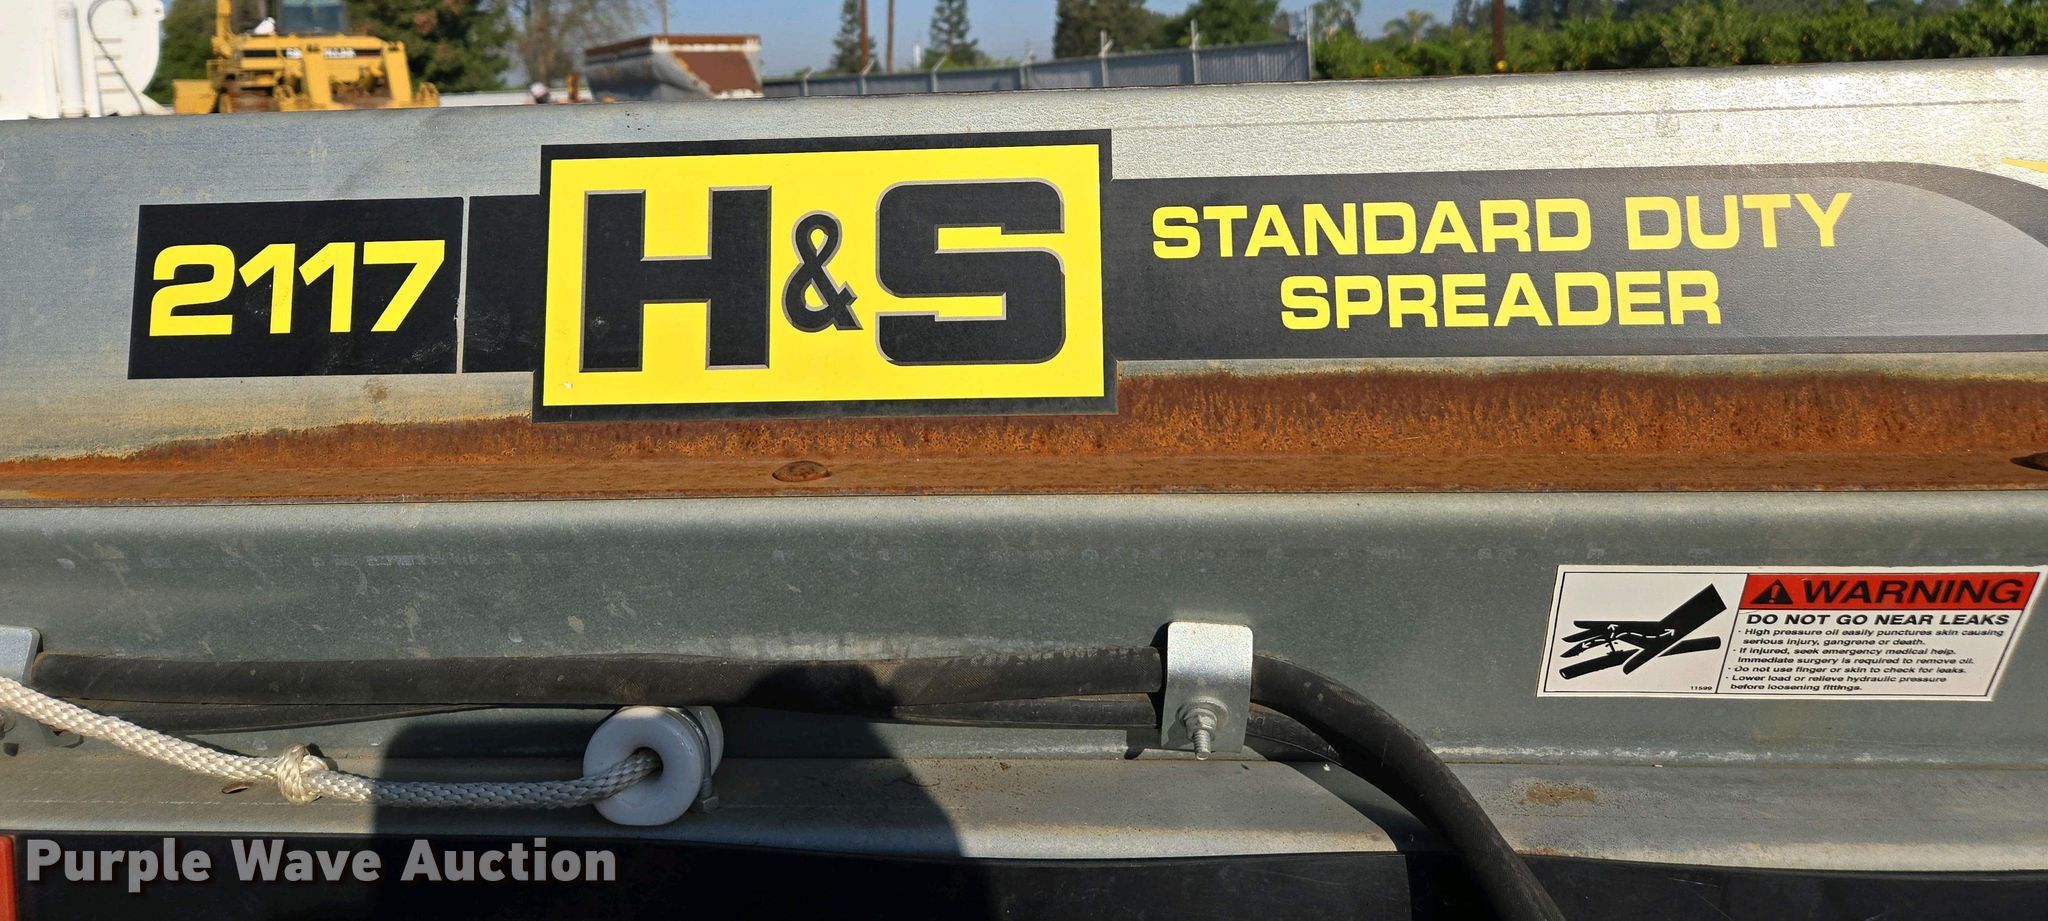 2117
H&S
STANDARD DUTY
SPREADER
WARNING
DO NOT GO NEAR LEAKS
· High pressure oil easily punctures skin causing
serious injury, gangrene or death.
· If injured, seek emergency medical help.
Immediate surgery is required to remove oil.
· Do not use finger or skin to check for leaks.
· Lower load or relieve hydraulic pressure
before loosening fittings.
11599
Purple Wave Auction